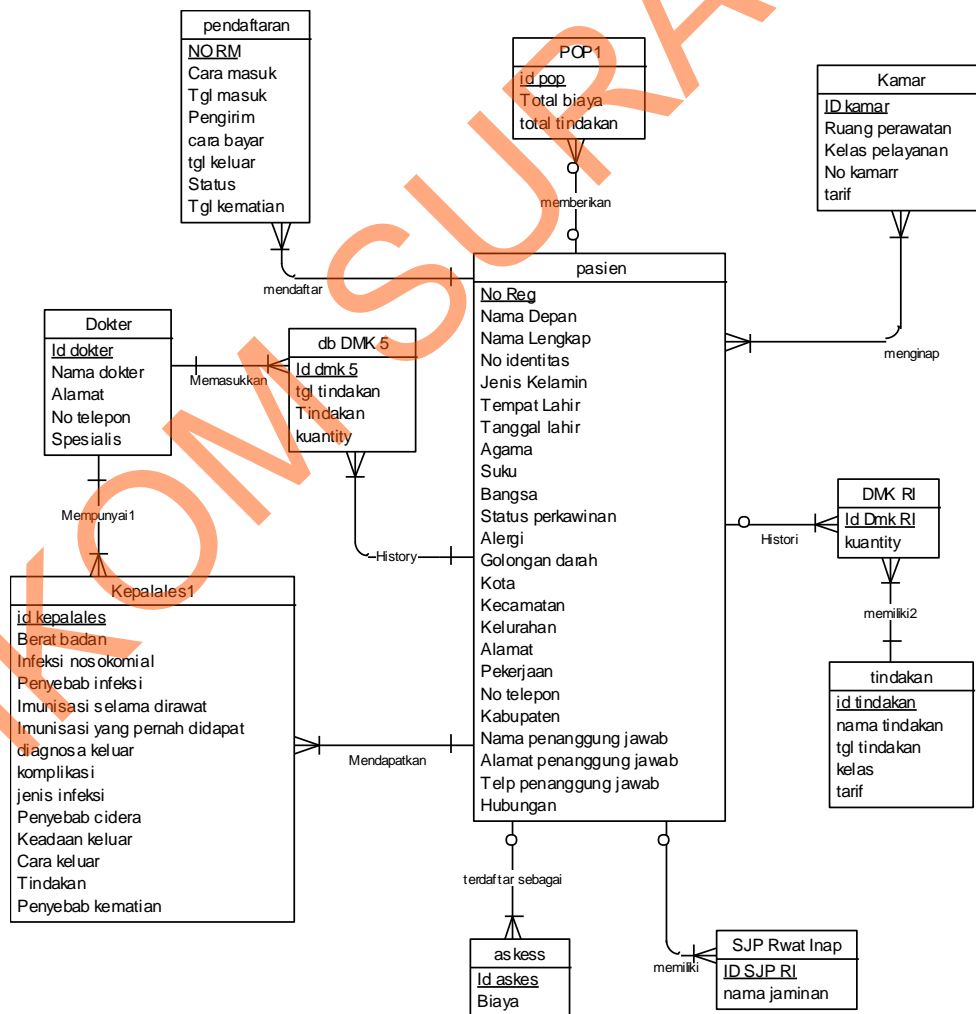 pendaftaran
NO RM
Cara masuk
Tgl masuk
Pengirim
cara bayar
tgl keluar
Status
Tgl kematian
mendaftar
POP1
id pop
Total biaya
total tindakan
memberikan
Kamar
ID kamar
Ruang perawatan
Kelas pelayanan
No kamarr
tarif
menginap
Dokter
Id dokter
Nama dokter
Alamat
No telepon
Spesialis
Memasukkan
db DMK 5
Id dmk 5
tgl tindakan
Tindakan
kuantity
History
Mempunyai1
pasien
No Reg
Nama Depan
Nama Lengkap
No identitas
Jenis Kelamin
Tempat Lahir
Tanggal lahir
Agama
Suku
Bangsa
Status perkawinan
Alergi
Golongan darah
Kota
Kecamatan
Kelurahan
Alamat
Pekerjaan
No telepon
Kabupaten
Nama penanggung jawab
Alamat penanggung jawab
Telp penanggung jawab
Hubungan
DMK RI
Id Dmk RI
kuantity
Histori
memiliki2
tindakan
id tindakan
nama tindakan
tgl tindakan
kelas
tarif
Kepalales1
id kepalales
Berat badan
Infeksi nosokomial
Penyebab infeksi
Imunisasi selama dirawat
Imunisasi yang pernah didapat
diagnosa keluar
komplikasi
jenis infeksi
Penyebab cidera
Keadaan keluar
Cara keluar
Tindakan
Penyebab kematian
Mendapatkan
terdaftar sebagai
askess
Id askes
Biaya
memiliki
SJP Rwat Inap
ID SJP RI
nama jaminan
IKOM SURA